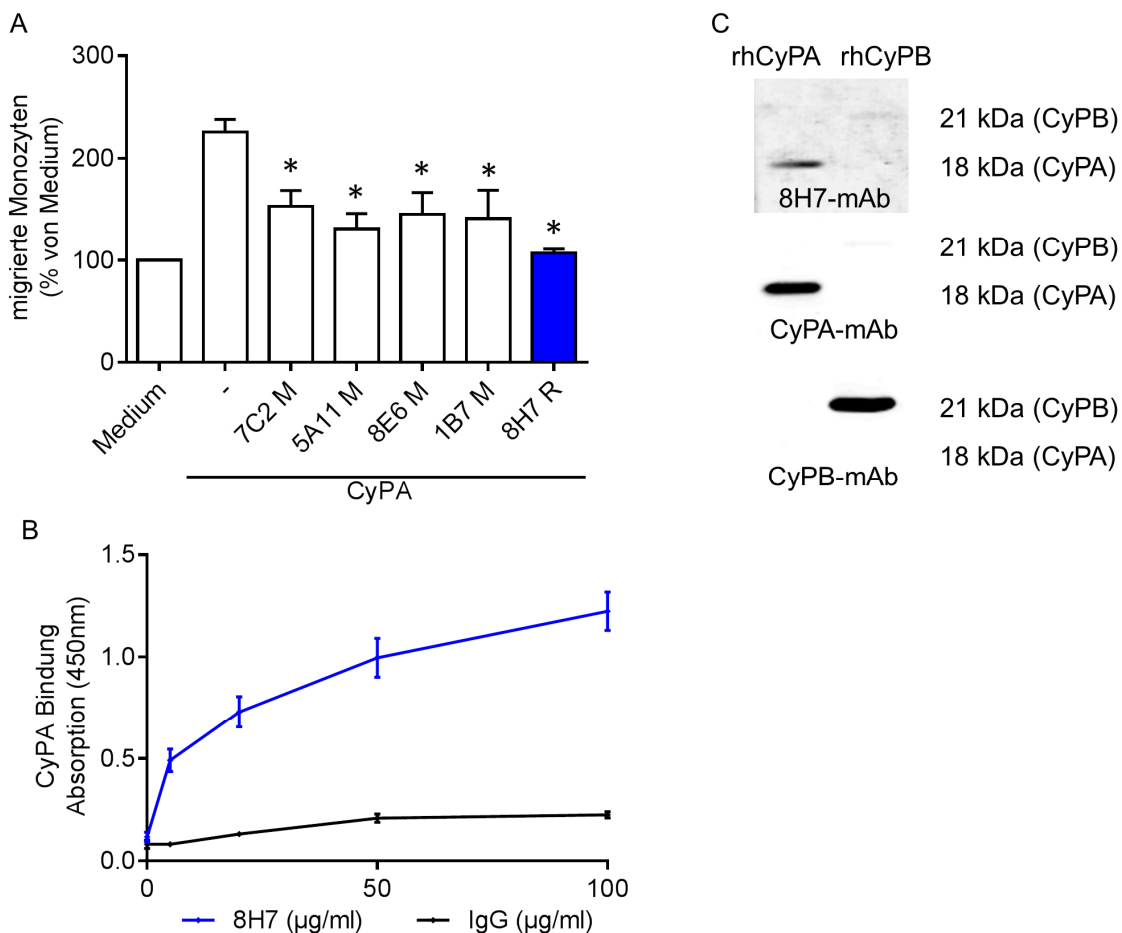 A
300
200
100
0
migrierte Monozyten
(% von Medium)
*
*
*
*
*
Medium
-
7C2 M
5A11 M
8E6 M
1B7 M
8H7 R
CyPA
B
1.5
1.0
0.5
0.0
CyPA Bindung
Absorption (450nm)
0
50
100
8H7 (µg/ml)
IgG (µg/ml)
C
rhCyPA rhCyPB
21 kDa (CyPB)
18 kDa (CyPA)
8H7-mAb
21 kDa (CyPB)
18 kDa (CyPA)
CyPA-mAb
21 kDa (CyPB)
18 kDa (CyPA)
CyPB-mAb